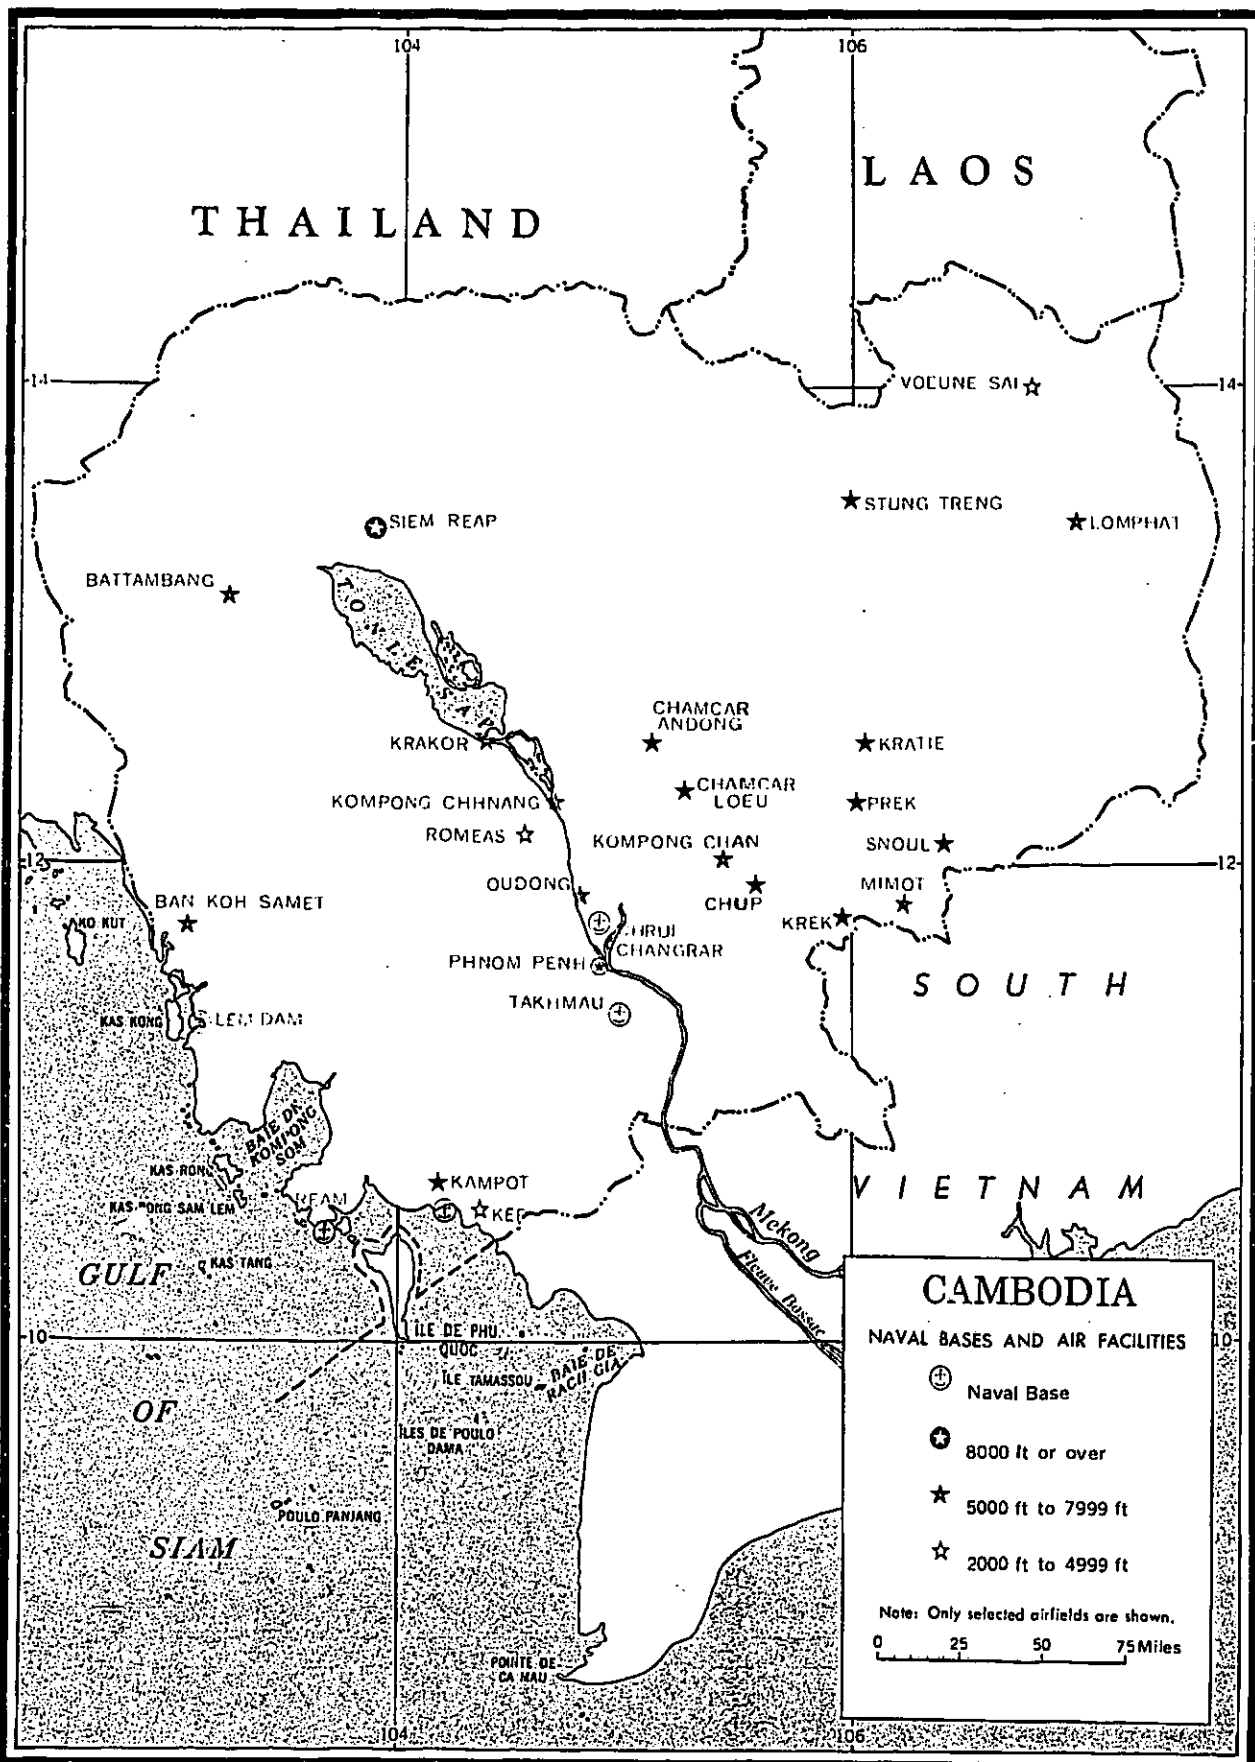 104
106
LAOS
THAILAND
14
VOEUNE SAI
14
STUNG TRENG
SIEM REAP
LOMPHAT
BATTAMBANG
TONLE SAP
CHAMCAR
ANDONG
KRAKOR
KRATIE
CHAMCAR
LOEU
KOMPONG CHHNANG
PREK
ROMEAS
KOMPONG CHAN
SNOUL
12
12
OUDONG
MIMOT
BAN KOH SAMET
CHUP
KO KUT
KREK
CHANGRAR
PHNOM PENH
SOUTH
TAKHMAU
KAS KONG
LEM DAM
BAIE DE
KOMPONG
SOM
KAS RONG
KAMPOT
VIETNAM
KAS RONG SAM LEM
REAM
KEP
Mekong
GULF
KAS TANG
Fleuve Bassac
CAMBODIA
10
ILE DE PHU
QUOC
NAVAL BASES AND AIR FACILITIES
10
BAIE DE
RACH GIA
ÎLE TAMASSOU
Naval Base
OF
ÎLES DE POULO
DAMA
8000 ft or over
POULO PANJANG
5000 ft to 7999 ft
SIAM
2000 ft to 4999 ft
Note: Only selected airfields are shown.
0 25 50 75 Miles
POINTE DE
CA MAU
104
106